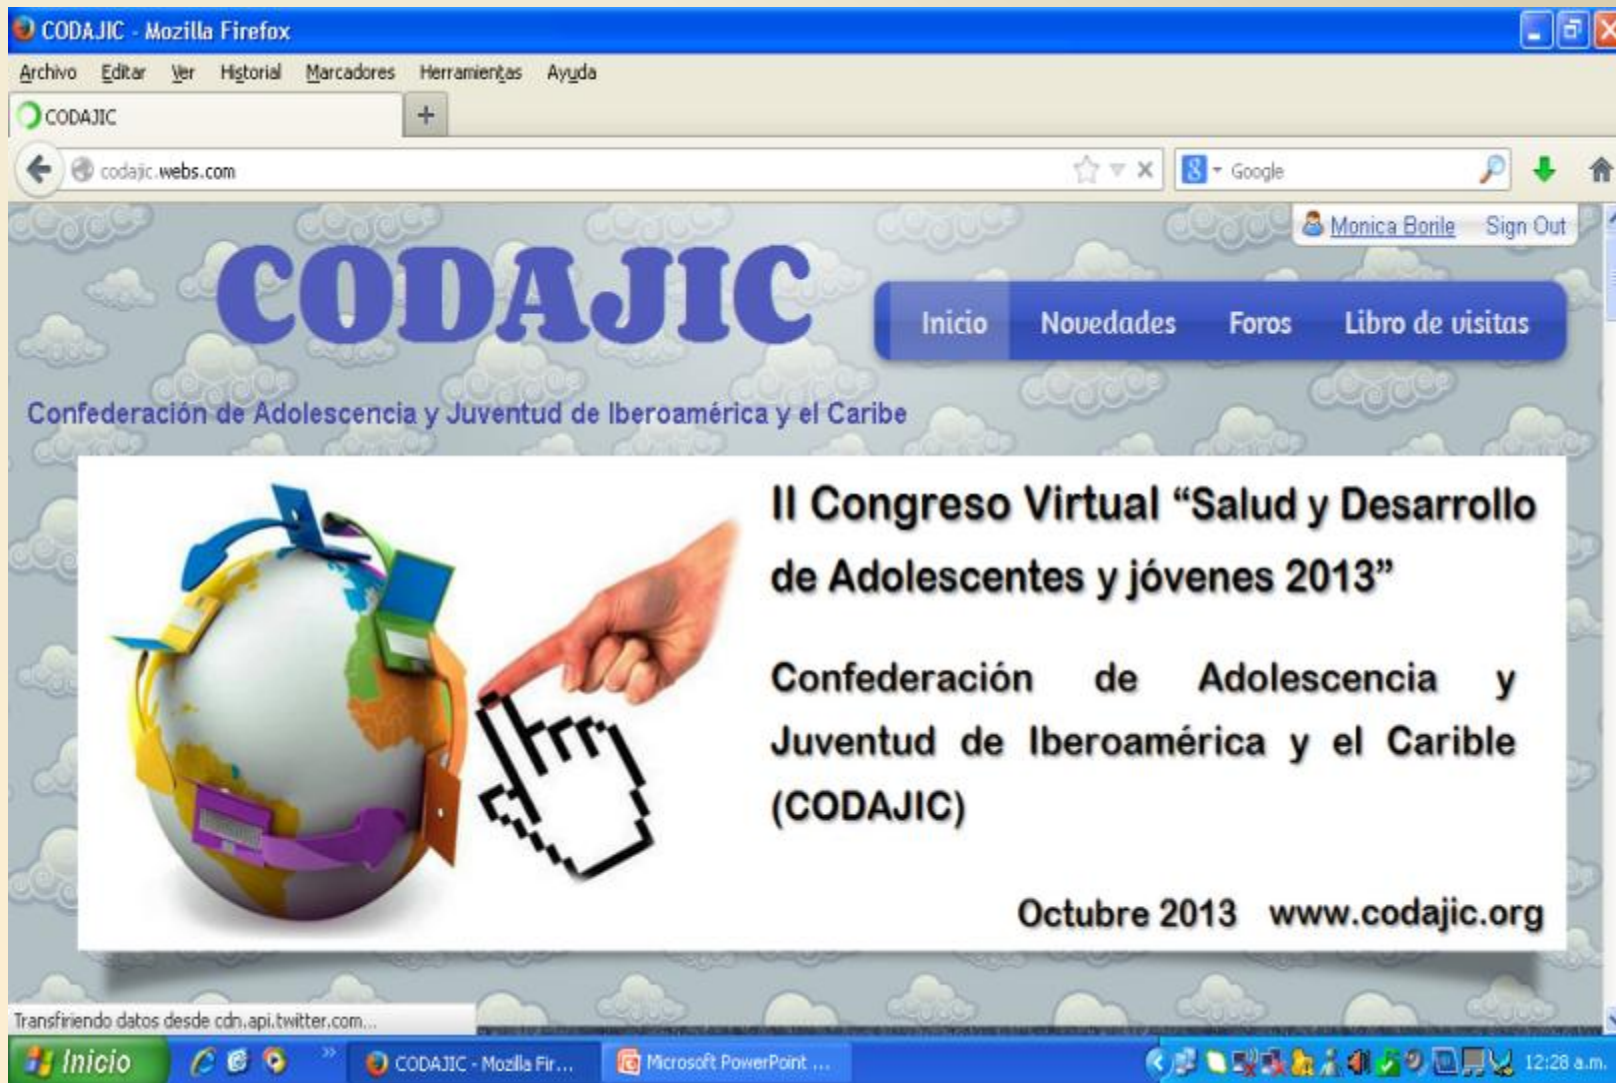 CODAJIC - Mozilla Firefox
Archivo Editar Ver Historial Marcadores Herramientas Ayuda
CODAJIC
codajic.webs.com
Google
Monica Borile Sign Out
CODAJIC
Inicio Novedades Foros Libro de visitas
Confederación de Adolescencia y Juventud de Iberoamérica y el Caribe
II Congreso Virtual “Salud y Desarrollo
de Adolescentes y jóvenes 2013”
Confederación de Adolescencia y
Juventud de Iberoamérica y el Carible
(CODAJIC)
Octubre 2013 www.codajic.org
Transfiriendo datos desde cdn.api.twitter.com...
Inicio CODAJIC - Mozilla Fir... Microsoft PowerPoint ... 12:28 a.m.